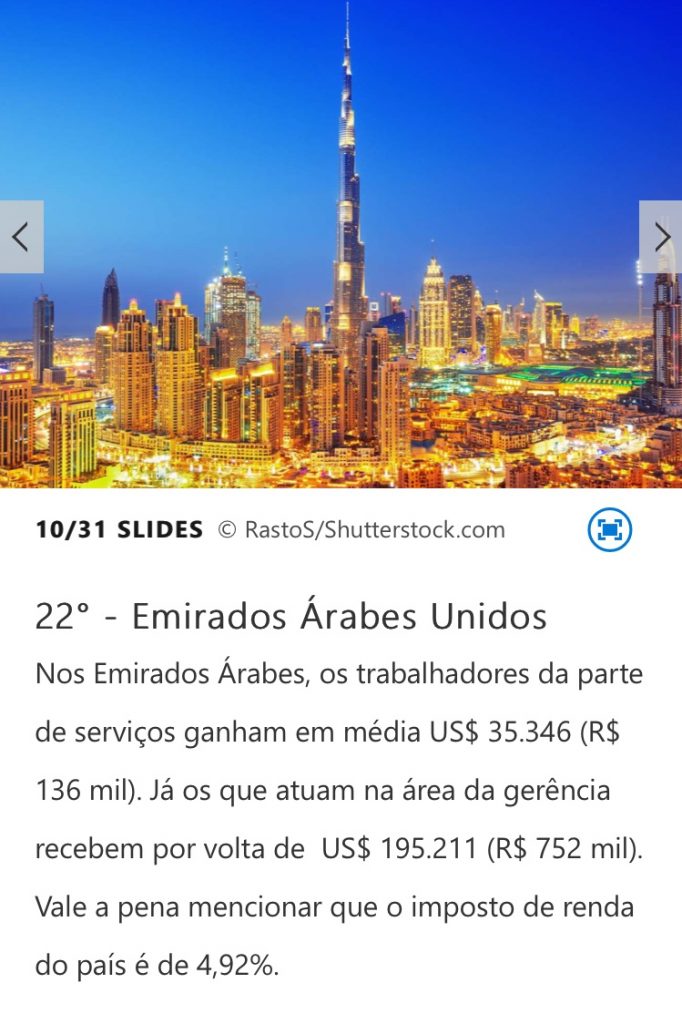 10/31 SLIDES © RastoS/Shutterstock.com
22° - Emirados Árabes Unidos
Nos Emirados Árabes, os trabalhadores da parte
de serviços ganham em média US$ 35.346 (R$
136 mil). Já os que atuam na área da gerência
recebem por volta de  US$ 195.211 (R$ 752 mil).
Vale a pena mencionar que o imposto de renda
do país é de 4,92%.